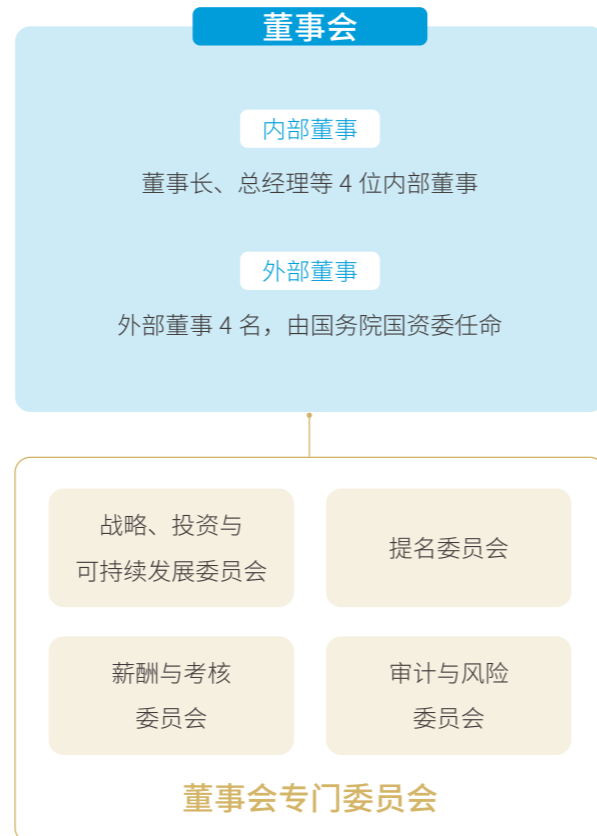 董事会
内部董事
董事长、总经理等 4 位内部董事
外部董事
外部董事 4 名，由国务院国资委任命
战略、投资与
可持续发展委员会
提名委员会
薪酬与考核
委员会
审计与风险
委员会
董事会专门委员会